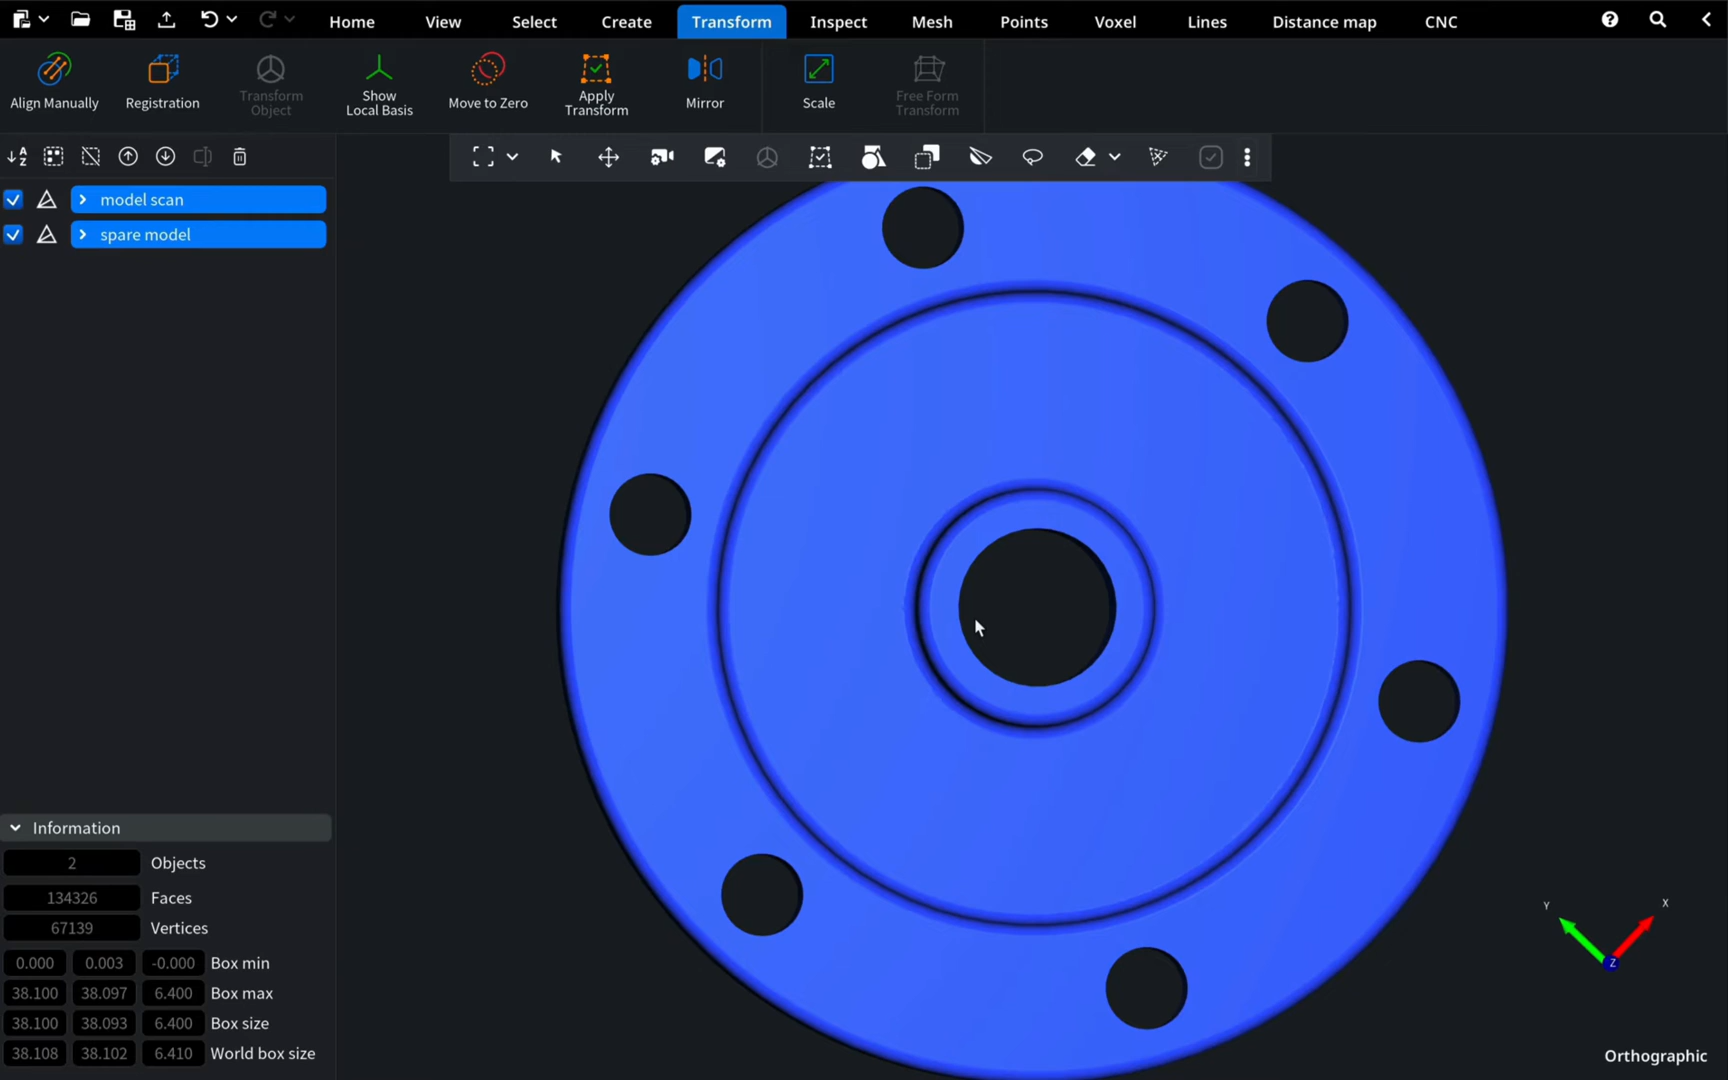 Home View Select Create Transform Inspect Mesh Points Voxel Lines Distance map CNC
Align Manually
Registration
Transform
Object
Show
Local Basis
Move to Zero
Apply
Transform
Mirror
Scale
Free Form
Transform
model scan
spare model
Information
2 Objects
134326 Faces
67139 Vertices
0.000 0.003 -0.000 Box min
38.100 38.097 6.400 Box max
38.100 38.093 6.400 Box size
38.108 38.102 6.410 World box size
Y X
Z
Orthographic